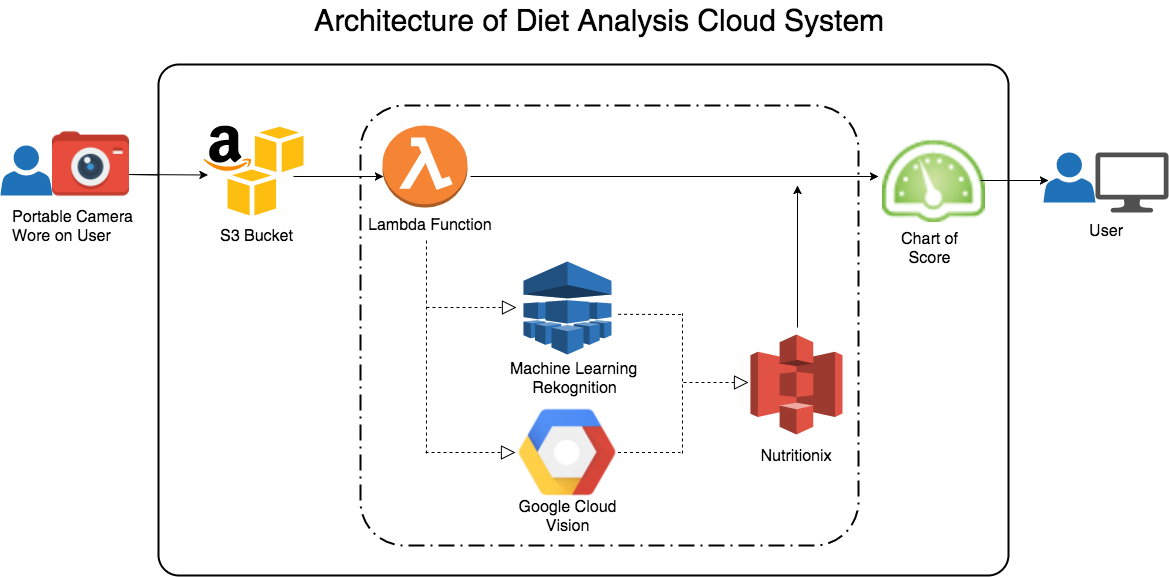 Architecture of Diet Analysis Cloud System
Portable Camera
Wore on User
a
S3 Bucket
λ
Lambda Function
Machine Learning
Rekognition
Google Cloud
Vision
Nutritionix
Chart of
Score
User